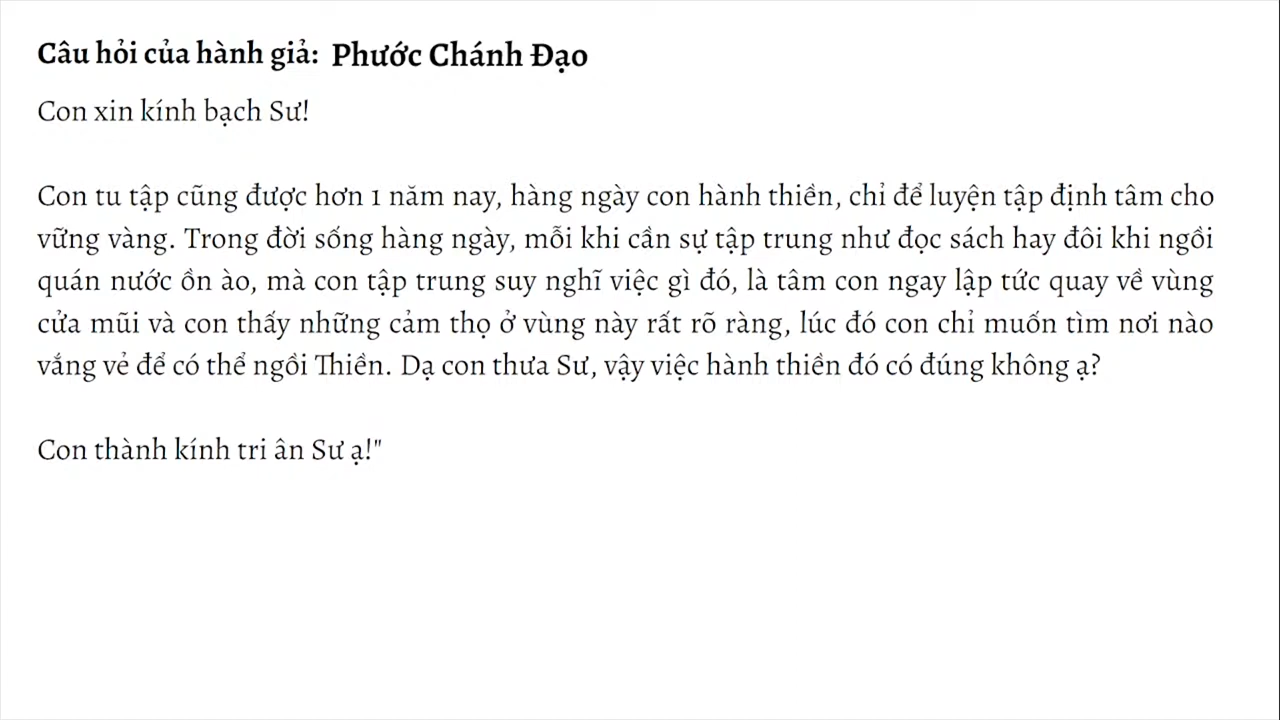 Câu hỏi của hành giả: Phước Chánh Đạo
Con xin kính bạch Sư!
Con tu tập cũng được hơn 1 năm nay, hàng ngày con hành thiền, chỉ để luyện tập định tâm cho
vững vàng. Trong đời sống hàng ngày, mỗi khi cần sự tập trung như đọc sách hay đôi khi ngồi
quán nước ồn ào, mà con tập trung suy nghĩ việc gì đó, là tâm con ngay lập tức quay về vùng
cửa mũi và con thấy những cảm thọ ở vùng này rất rõ ràng, lúc đó con chỉ muốn tìm nơi nào
vắng vẻ để có thể ngồi Thiền. Dạ con thưa Sư, vậy việc hành thiền đó có đúng không ạ?
Con thành kính tri ân Sư ạ!"